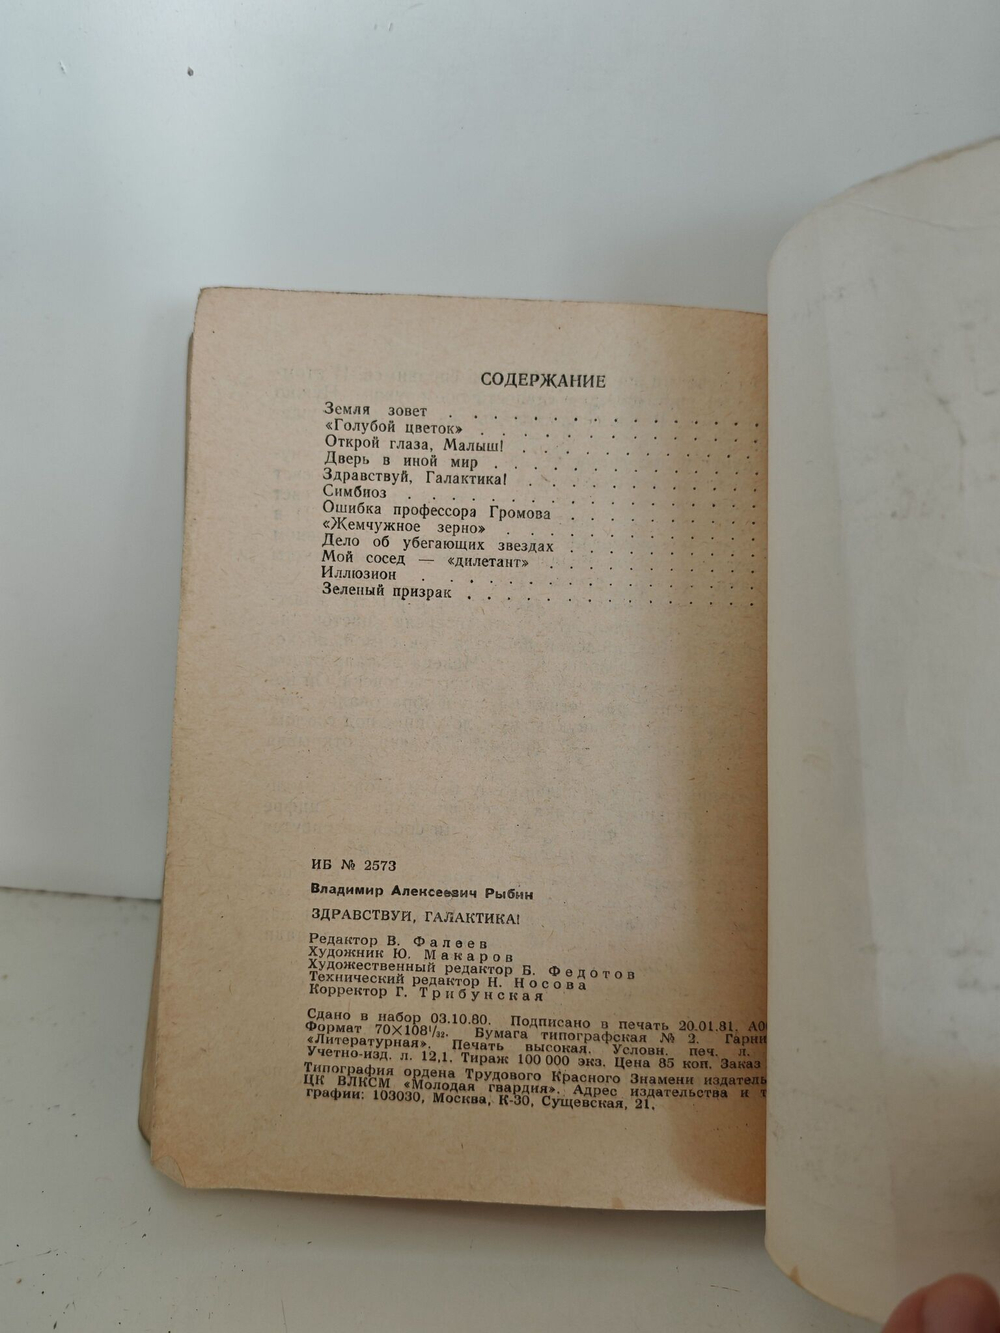 СОДЕРЖАНИЕ
Земля зовет
«Голубой цветок»
Открой глаза, Малыш!
Дверь в иной мир
Здравствуй, Галактика!
Симбиоз
Ошибка профессора Громова
«Жемчужное зерно»
Дело об убегающих звездах
Мой сосед — «дилетант»
Иллюзион
Зеленый призрак
ИБ № 2573
Владимир Алексеевич Рыбин
ЗДРАВСТВУЙ, ГАЛАКТИКА!
Редактор В. Фалеев
Художник Ю. Макаров
Художественный редактор Б. Федотов
Технический редактор Н. Носова
Корректор Г. Трибунская
Сдано в набор 03.10.80. Подписано в печать 20.01.81.
Формат 70×108¹/₃₂. Бумага типографская № 2.
«Литературная». Печать высокая. Условн. печ. л.
Учетно-изд. л. 12,1. Тираж 100 000 экз. Цена 85 коп. Заказ
Типография ордена Трудового Красного Знамени издатель
ЦК ВЛКСМ «Молодая гвардия». Адрес издательства и т
графии: 103030, Москва, К-30, Сущевская, 21.